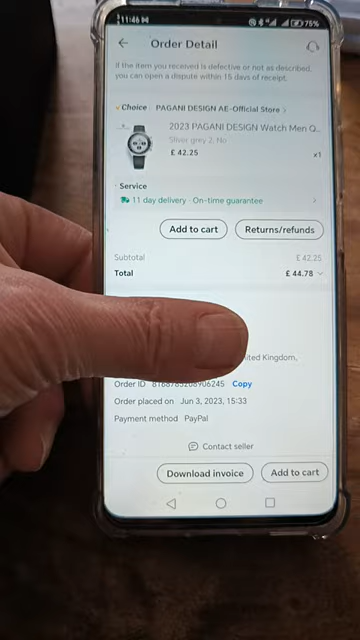 11:46
75%
Order Detail
If the item you received is defective or not as described,
you can open a dispute within 15 days of receipt.
Choice PAGANI DESIGN AE-Official Store >
2023 PAGANI DESIGN Watch Men Q...
Sliver grey 2, No
£ 42.25 x1
Service
11 day delivery · On-time guarantee >
Add to cart Returns/refunds
Subtotal £ 42.25
Total £ 44.78
United Kingdom,
Order ID Copy
Order placed on Jun 3, 2023, 15:33
Payment method PayPal
Contact seller
Download invoice Add to cart